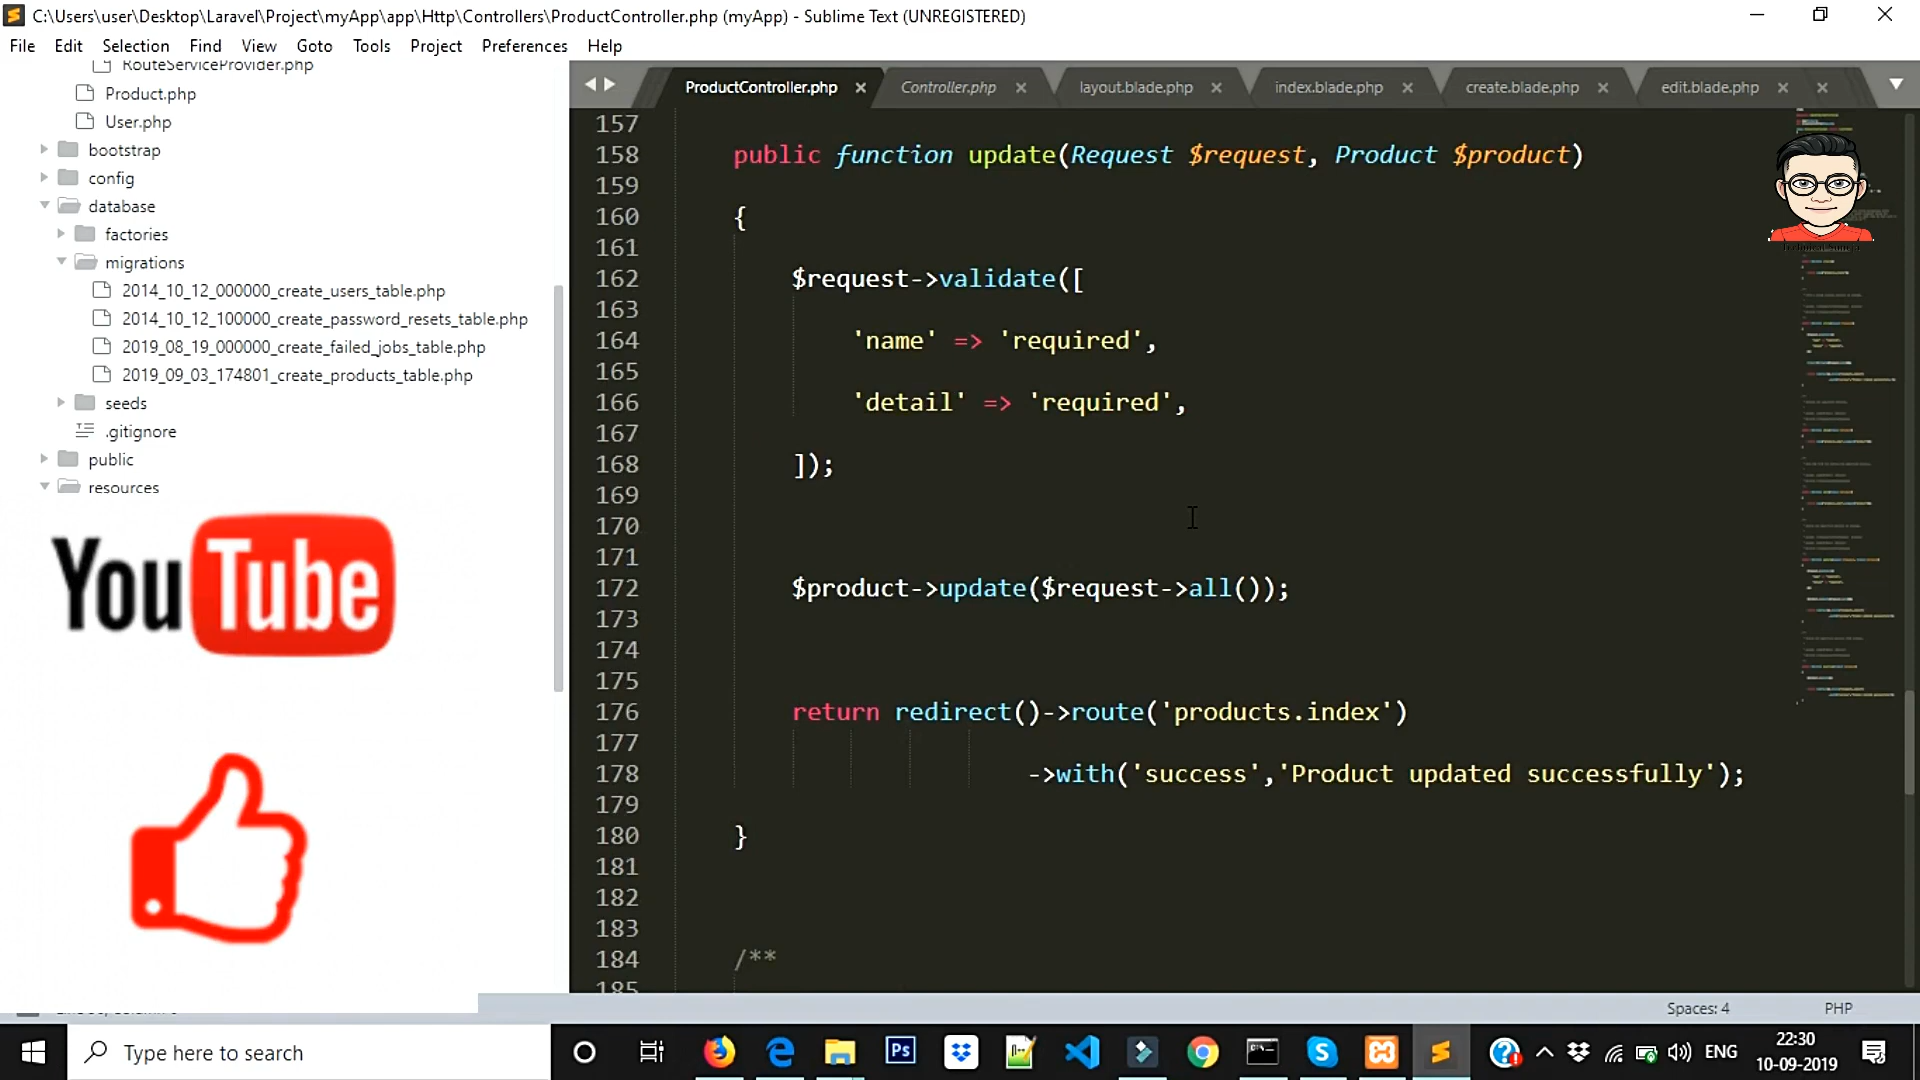 C:\Users\user\Desktop\Laravel\Project\myApp\app\Http\Controllers\ProductController.php (myApp) - Sublime Text (UNREGISTERED)
File Edit Selection Find View Goto Tools Project Preferences Help
RouteServiceProvider.php
Product.php
User.php
bootstrap
config
database
factories
migrations
2014_10_12_000000_create_users_table.php
2014_10_12_100000_create_password_resets_table.php
2019_08_19_000000_create_failed_jobs_table.php
2019_09_03_174801_create_products_table.php
seeds
.gitignore
public
resources
YouTube
ProductController.php Controller.php layout.blade.php index.blade.php create.blade.php edit.blade.php
157
158 public function update(Request $request, Product $product)
159
160 {
161
162 $request->validate([
163
164 'name' => 'required',
165
166 'detail' => 'required',
167
168 ]);
169
170
171
172 $product->update($request->all());
173
174
175
176 return redirect()->route('products.index')
177
178 ->with('success','Product updated successfully');
179
180 }
181
182
183
184 /**
185
Spaces: 4 PHP
Type here to search
Ps
ENG
22:30
10-09-2019